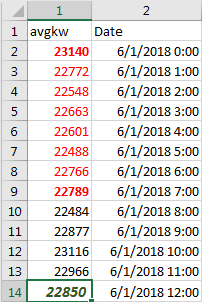 1 2
1 avgkw Date
2 23140 6/1/2018 0:00
3 22772 6/1/2018 1:00
4 22548 6/1/2018 2:00
5 22663 6/1/2018 3:00
6 22601 6/1/2018 4:00
7 22488 6/1/2018 5:00
8 22766 6/1/2018 6:00
9 22789 6/1/2018 7:00
10 22484 6/1/2018 8:00
11 22877 6/1/2018 9:00
12 23116 6/1/2018 10:00
13 22966 6/1/2018 11:00
14 22850 6/1/2018 12:00